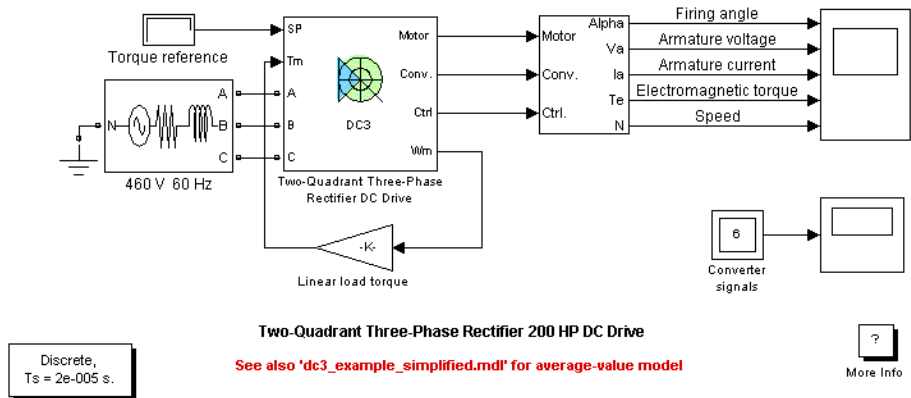 Torque reference
N
A
B
C
460 V 60 Hz
SP
Tm
A
B
C
Motor
Conv.
Ctrl
Wm
DC3
Two-Quadrant Three-Phase
Rectifier DC Drive
-K-
Linear load torque
Motor
Conv.
Ctrl.
Alpha
Va
Ia
Te
N
Firing angle
Armature voltage
Armature current
Electromagnetic torque
Speed
6
Converter
signals
Two-Quadrant Three-Phase Rectifier 200 HP DC Drive
See also 'dc3_example_simplified.mdl' for average-value model
Discrete,
Ts = 2e-005 s.
?
More Info